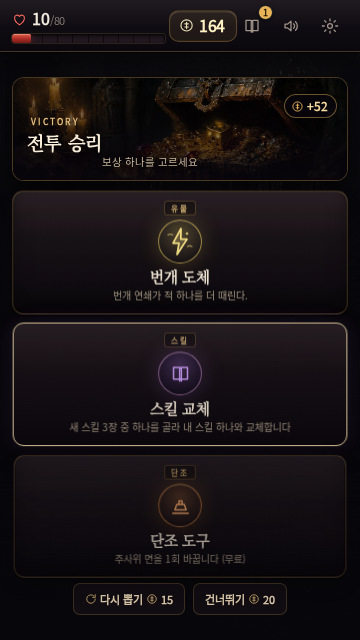 10/80
164
1
VICTORY
전투 승리
보상 하나를 고르세요
+52
유물
번개 도체
번개 연쇄가 적 하나를 더 때린다.
스킬
스킬 교체
새 스킬 3장 중 하나를 골라 내 스킬 하나와 교체합니다
단조
단조 도구
주사위 면을 1회 바꿉니다 (무료)
다시 뽑기 15
건너뛰기 20